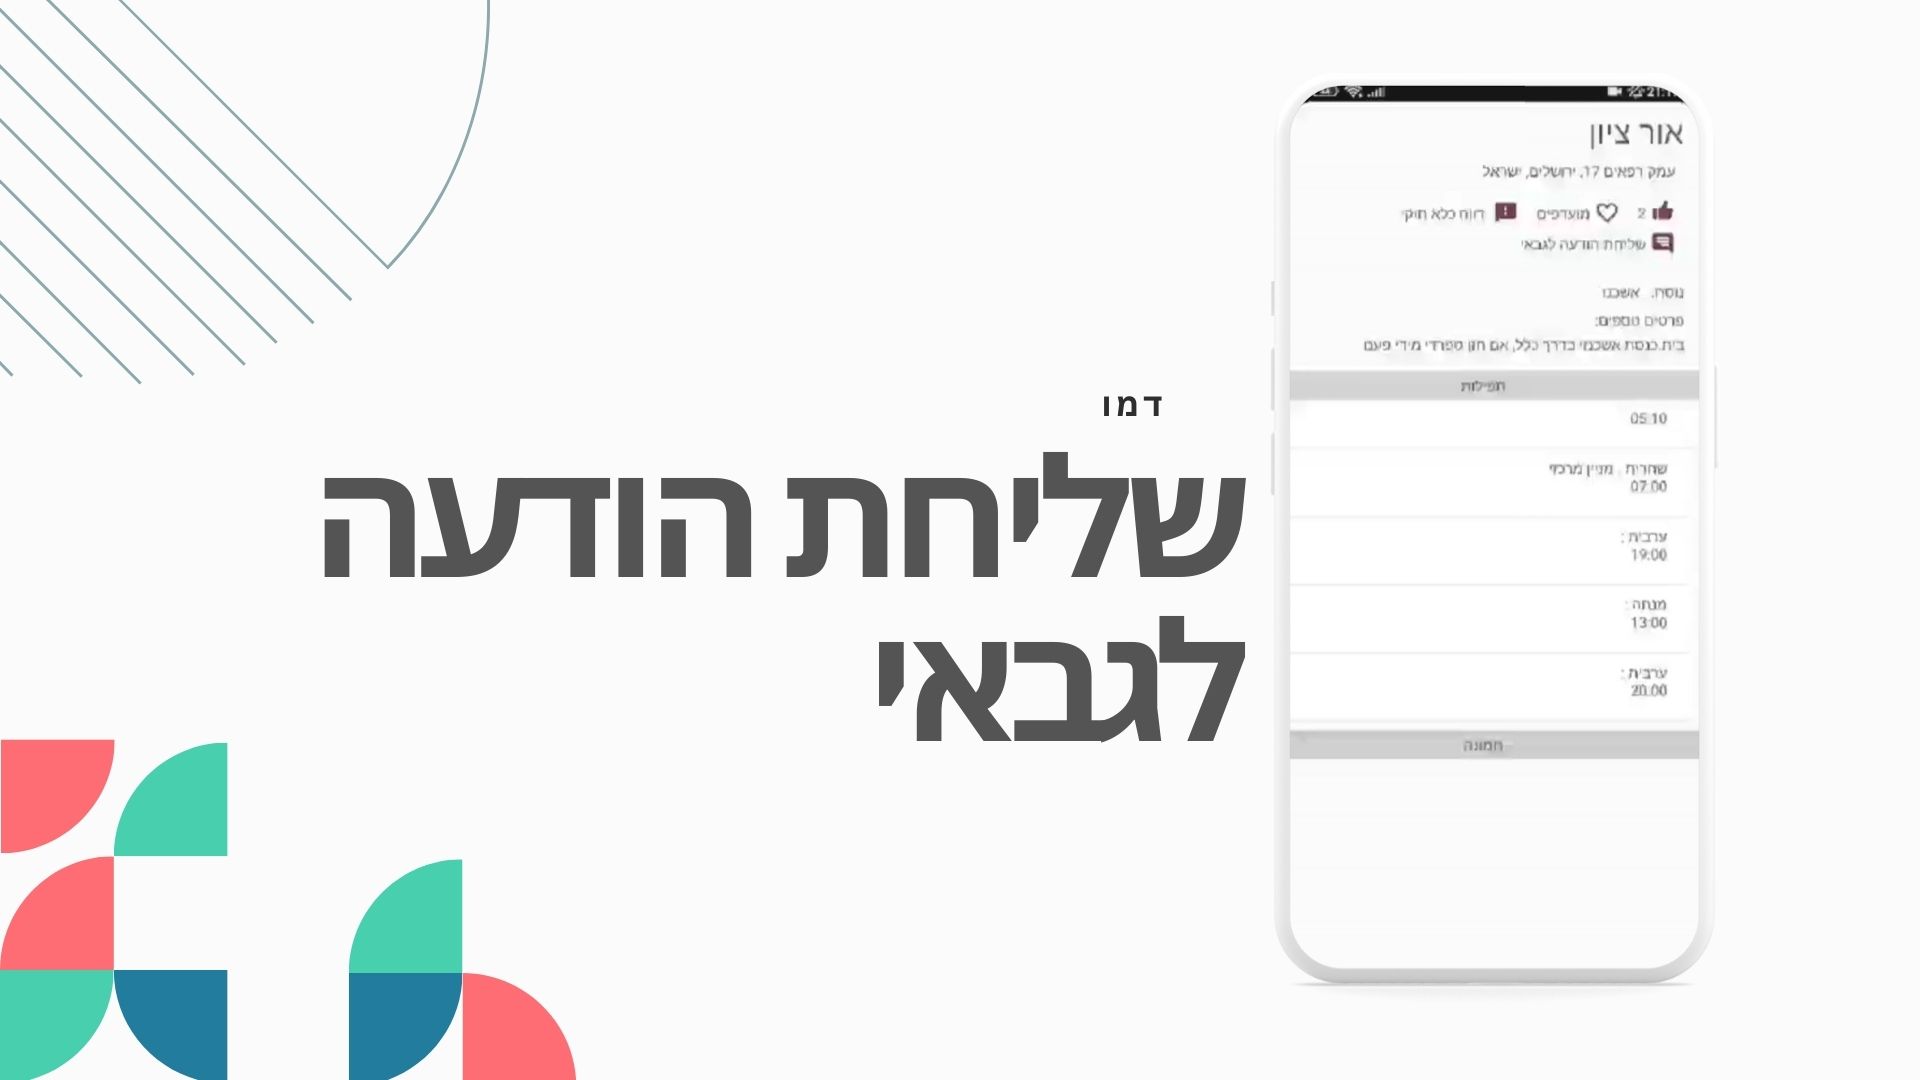 דמו
שליחת הודעה
לגבאי
אור ציון
עמק רפאים 17, ירושלים, ישראל
2 מועדפים דווח כלא חוקי
שליחת הודעה לגבאי
נוסח: אשכנז
פרטים נוספים:
בית כנסת אשכנזי בדרך כלל, אם חזן ספרדי מידי פעם
תפילות
05:10
שחרית : מניין מרכזי
07:00
ערבית :
19:00
מנחה :
13:00
ערבית :
20:00
תמונה